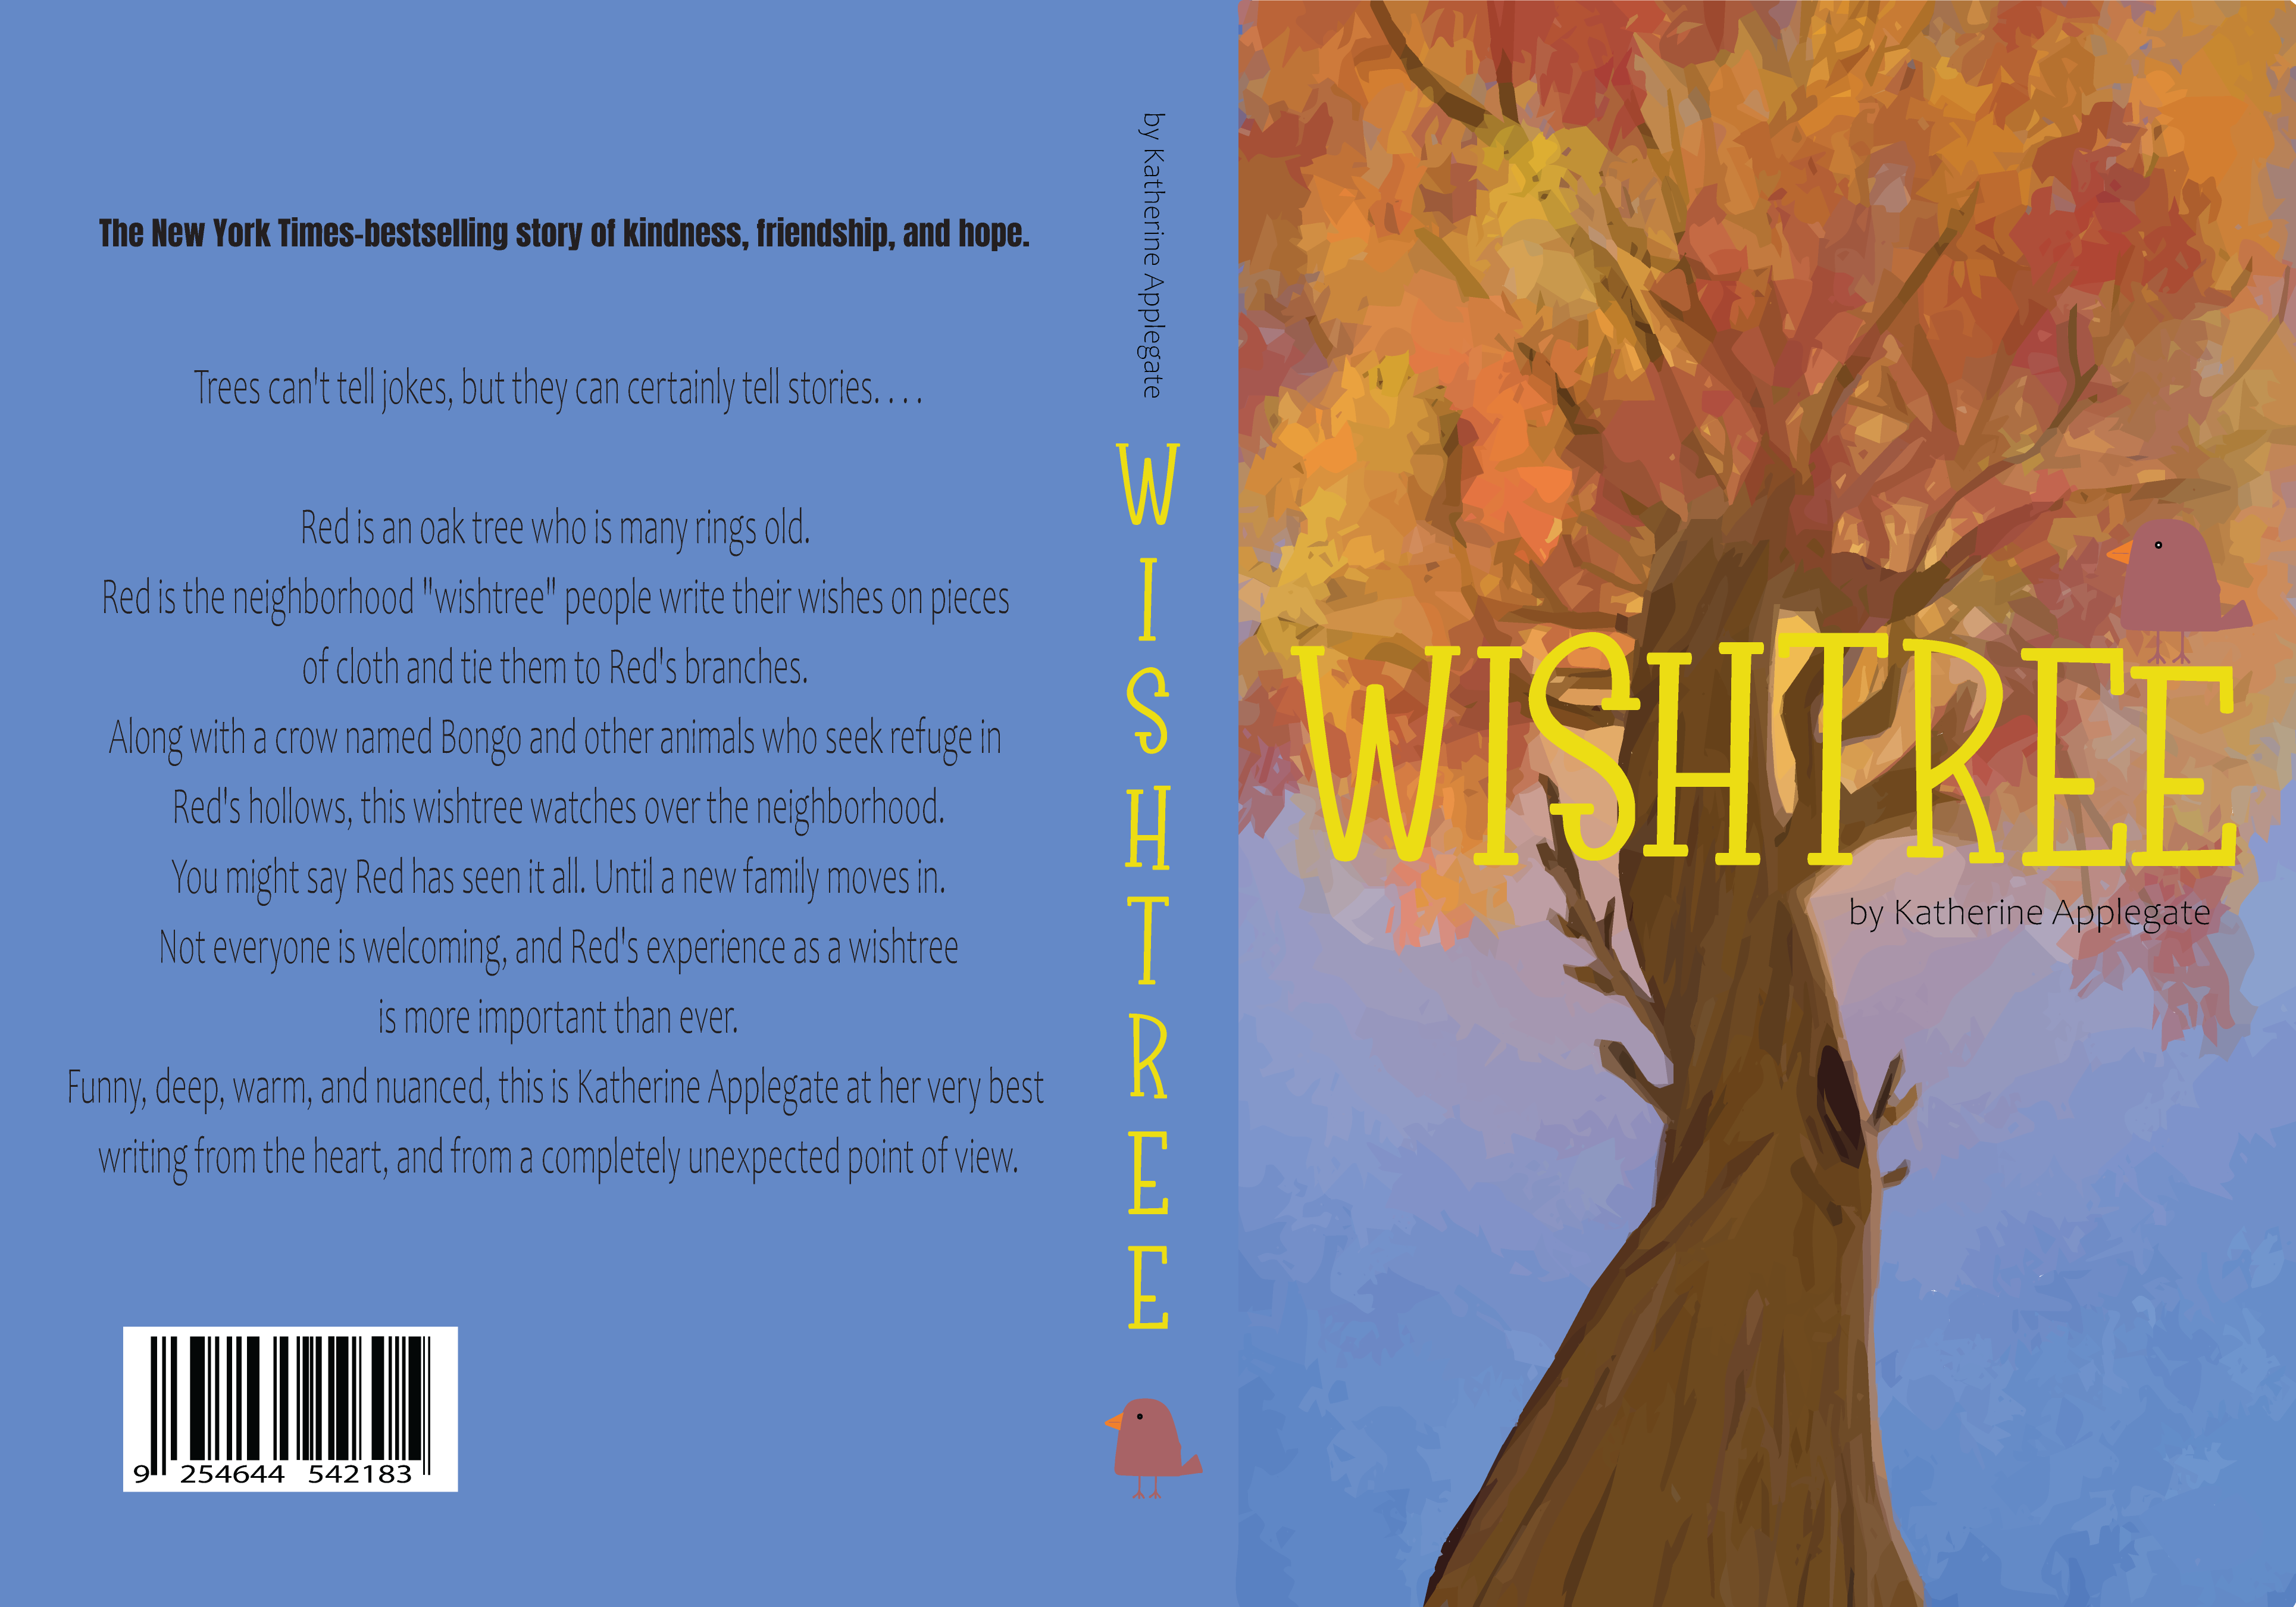 The New York Times-bestselling story of kindness, friendship, and hope.
Trees can't tell jokes, but they can certainly tell stories. . . .
Red is an oak tree who is many rings old.
Red is the neighborhood "wishtree" people write their wishes on pieces
of cloth and tie them to Red's branches.
Along with a crow named Bongo and other animals who seek refuge in
Red's hollows, this wishtree watches over the neighborhood.
You might say Red has seen it all. Until a new family moves in.
Not everyone is welcoming, and Red's experience as a wishtree
is more important than ever.
Funny, deep, warm, and nuanced, this is Katherine Applegate at her very best
writing from the heart, and from a completely unexpected point of view.
9 254644 542183
by Katherine Applegate
WISHTREE
WISHTREE
by Katherine Applegate